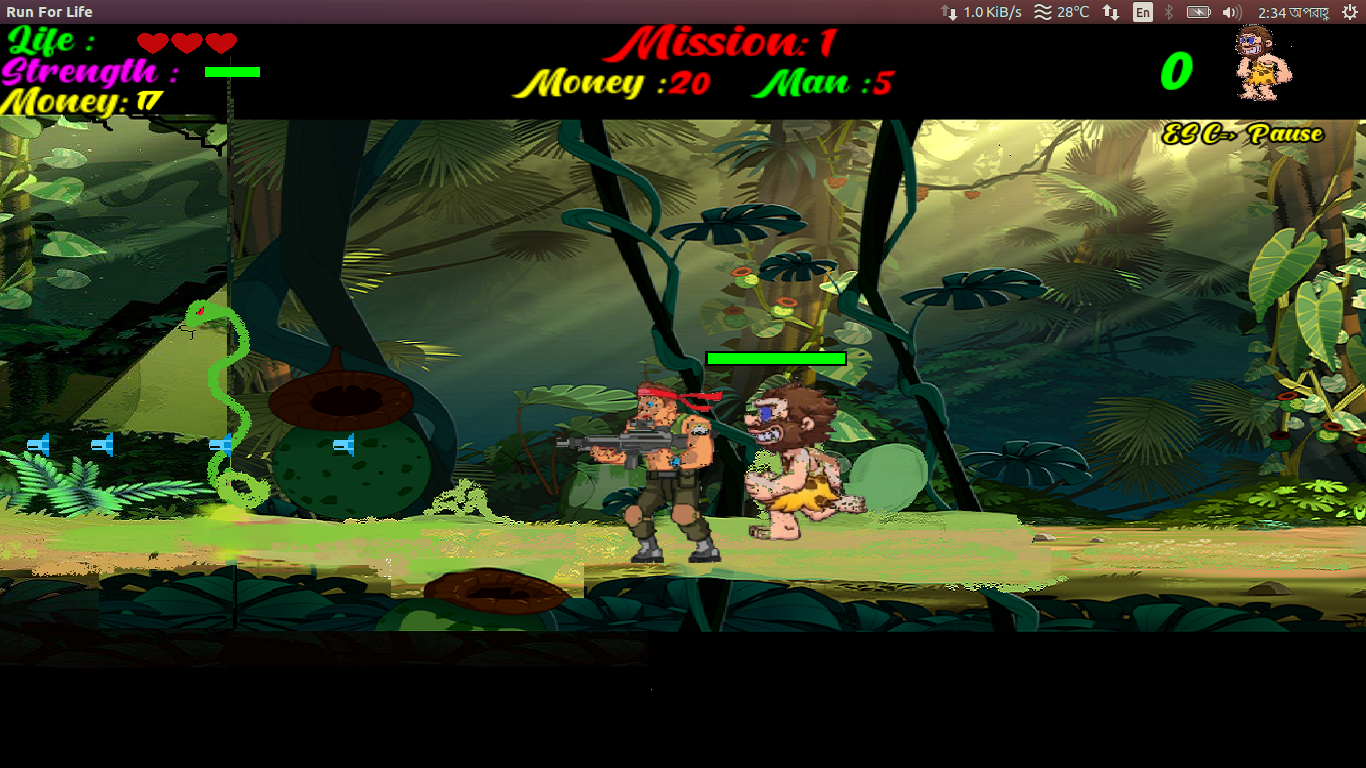 Run For Life
1.0 KiB/s 28°C En 2:34 অপরাহ্ণ
Life :
Mission: 1
Strength :
Money :20 Man :5
0
Money: 17
ESC=> Pause